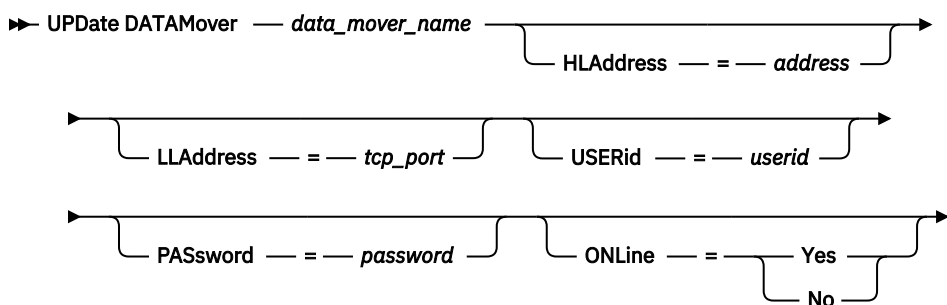 UPDate DATAMover data_mover_name
HLAddress = address
LLAddress = tcp_port USERid = userid
PASsword = password ONLine = Yes
No